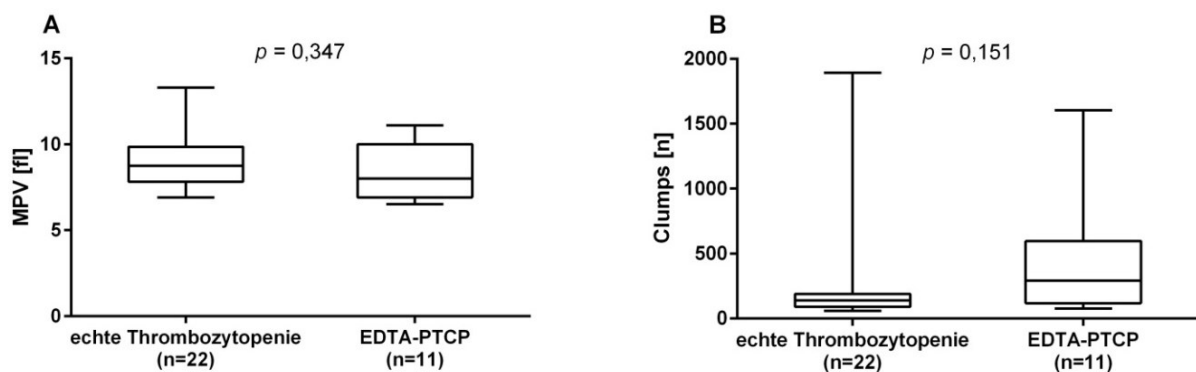 A
p = 0,347
MPV [fl]
15
10
5
0
echte Thrombozytopenie
(n=22)
EDTA-PTCP
(n=11)
B
p = 0,151
Clumps [n]
2000
1500
1000
500
0
echte Thrombozytopenie
(n=22)
EDTA-PTCP
(n=11)